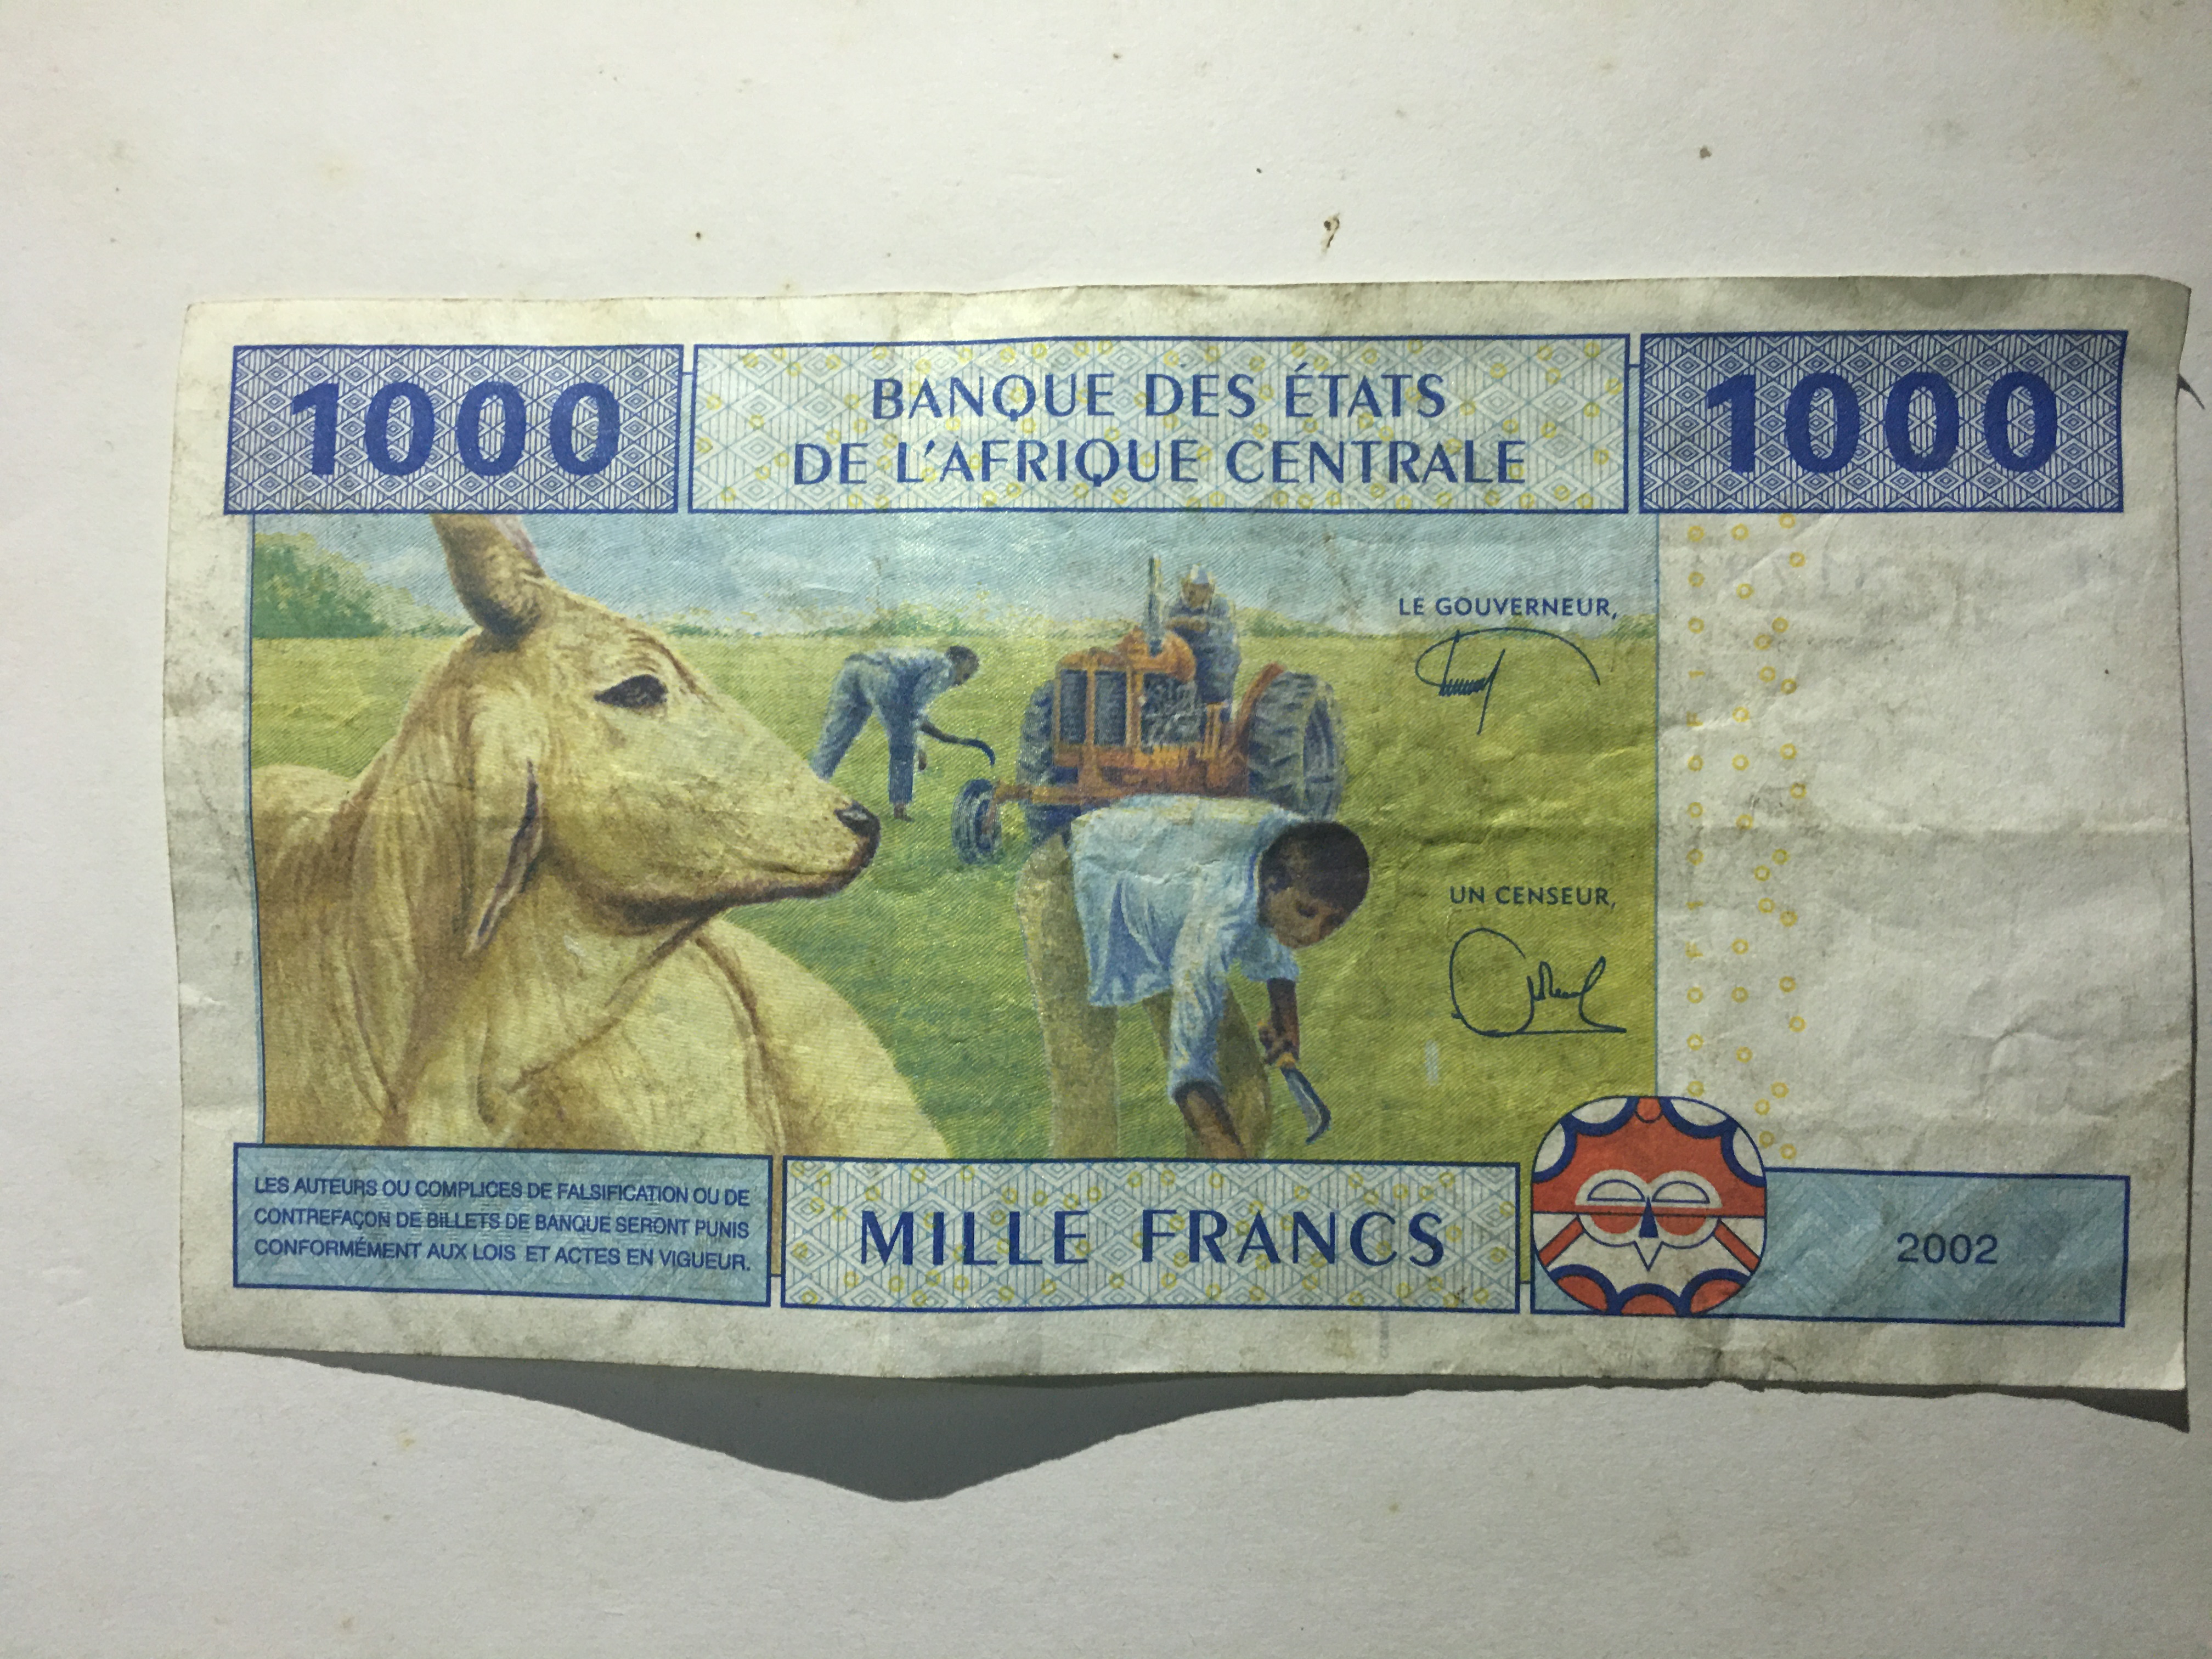 1000
BANQUE DES ÉTATS
DE L'AFRIQUE CENTRALE
1000
LE GOUVERNEUR,
UN CENSEUR,
LES AUTEURS OU COMPLICES DE FALSIFICATION OU DE
CONTREFAÇON DE BILLETS DE BANQUE SERONT PUNIS
CONFORMÉMENT AUX LOIS ET ACTES EN VIGUEUR.
MILLE FRANCS
2002